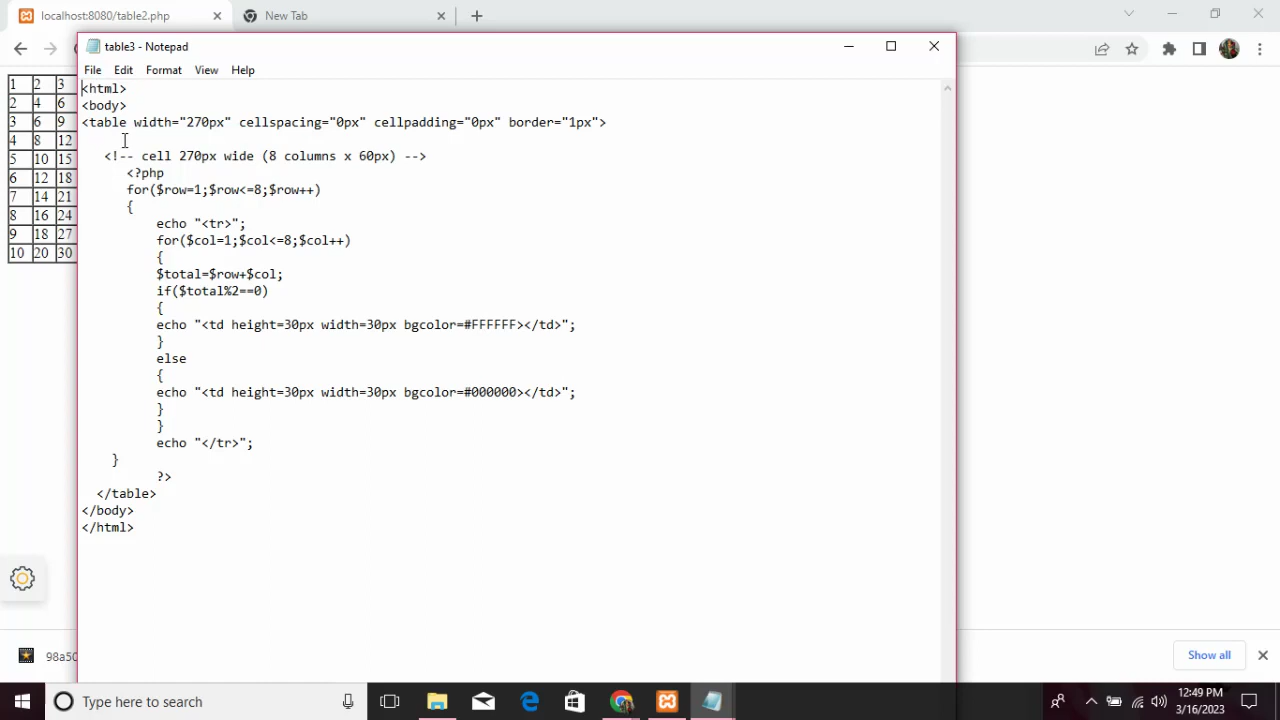 localhost:8080/table2.php
New Tab
table3 - Notepad
File Edit Format View Help
<html>
<body>
<table width="270px" cellspacing="0px" cellpadding="0px" border="1px">
<!-- cell 270px wide (8 columns x 60px) -->
<?php
for($row=1;$row<=8;$row++)
{
echo "<tr>";
for($col=1;$col<=8;$col++)
{
$total=$row+$col;
if($total%2==0)
{
echo "<td height=30px width=30px bgcolor=#FFFFFF></td>";
}
else
{
echo "<td height=30px width=30px bgcolor=#000000></td>";
}
}
echo "</tr>";
}
?>
</table>
</body>
</html>
1 2 3
2 4 6
3 6 9
4 8 12
5 10 15
6 12 18
7 14 21
8 16 24
9 18 27
10 20 30
98a50
Show all
Type here to search
12:49 PM
3/16/2023